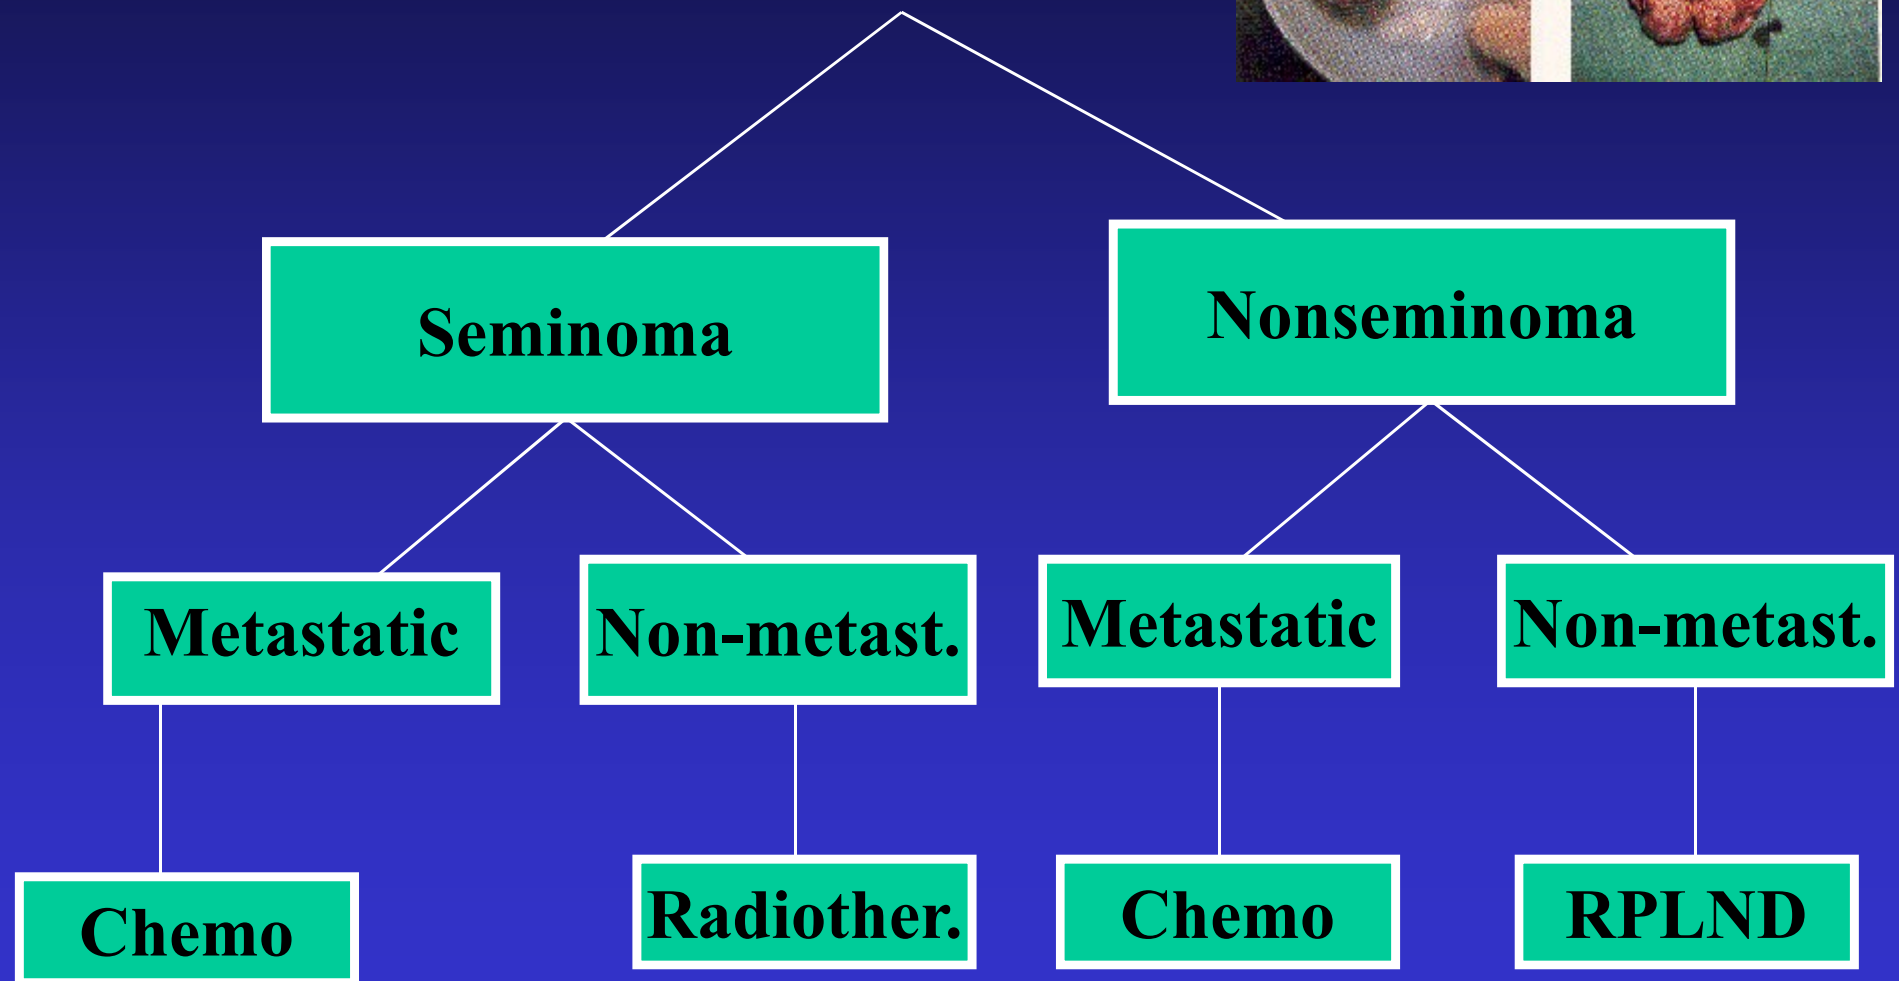 Seminoma
Nonseminoma
Metastatic
Non-metast.
Metastatic
Non-metast.
Chemo
Radiother.
Chemo
RPLND